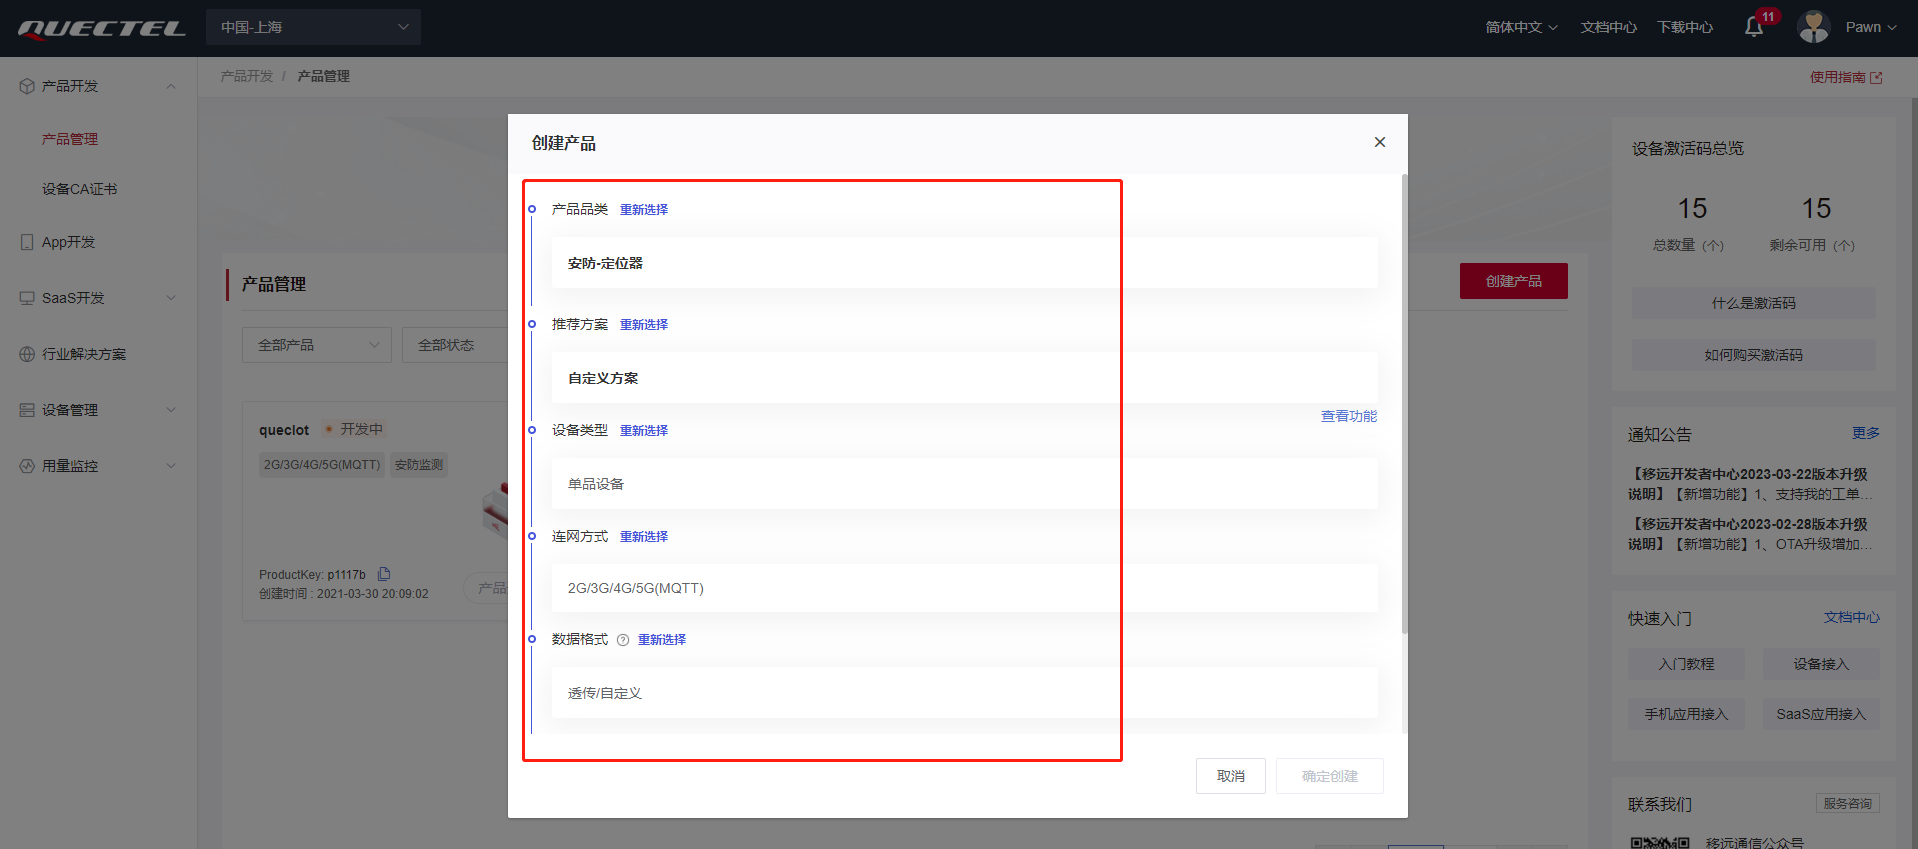 QUECTEL
中国-上海
简体中文
文档中心
下载中心
11
Pawn
产品开发
产品管理
设备CA证书
App开发
SaaS开发
行业解决方案
设备管理
用量监控
产品开发 / 产品管理
使用指南
产品管理
创建产品
全部产品
全部状态
queclot 开发中
2G/3G/4G/5G(MQTT) 安防监测
ProductKey: p1117b
创建时间 : 2021-03-30 20:09:02
产品
创建产品
产品品类 重新选择
安防-定位器
推荐方案 重新选择
自定义方案
查看功能
设备类型 重新选择
单品设备
连网方式 重新选择
2G/3G/4G/5G(MQTT)
数据格式 重新选择
透传/自定义
取消
确定创建
设备激活码总览
15 15
总数量（个） 剩余可用（个）
什么是激活码
如何购买激活码
通知公告 更多
【移远开发者中心2023-03-22版本升级
说明】【新增功能】1、支持我的工单...
【移远开发者中心2023-02-28版本升级
说明】【新增功能】1、OTA升级增加...
快速入门 文档中心
入门教程 设备接入
手机应用接入 SaaS应用接入
联系我们 服务咨询
移远通信公众号